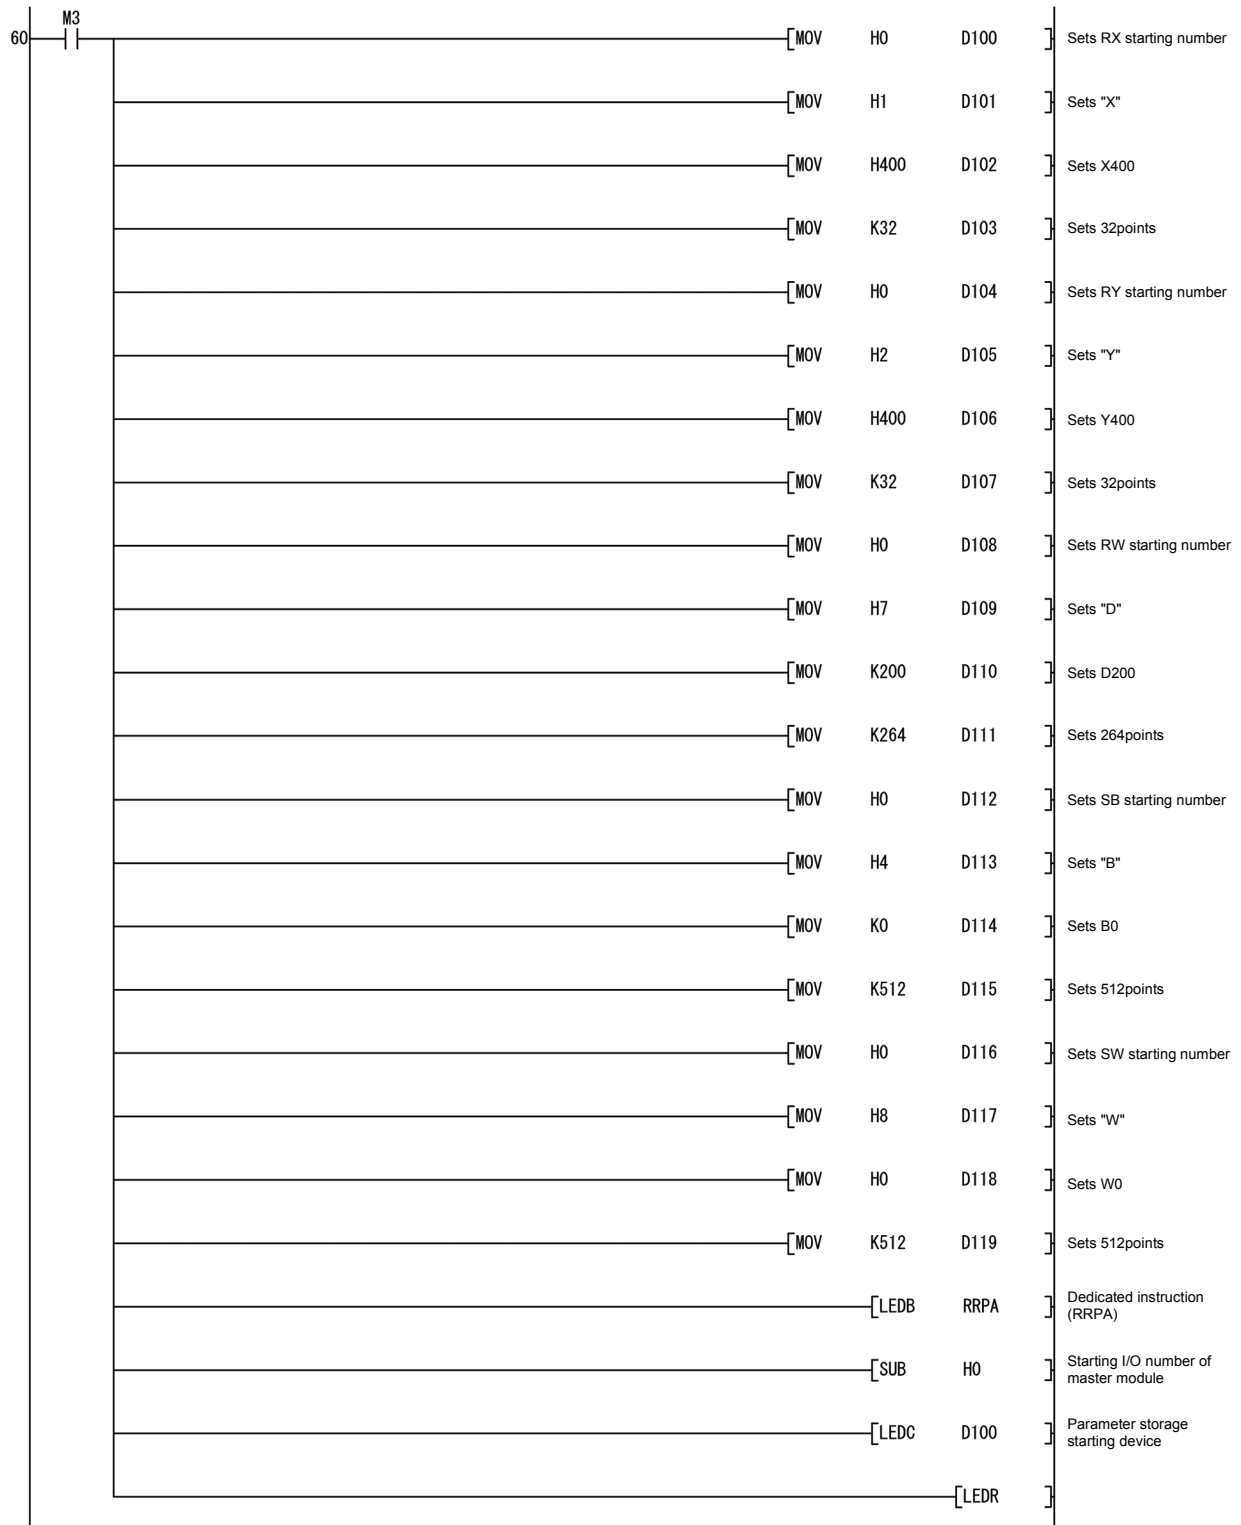 M3
60 MOV H0 D100 Sets RX starting number
MOV H1 D101 Sets "X"
MOV H400 D102 Sets X400
MOV K32 D103 Sets 32points
MOV H0 D104 Sets RY starting number
MOV H2 D105 Sets "Y"
MOV H400 D106 Sets Y400
MOV K32 D107 Sets 32points
MOV H0 D108 Sets RW starting number
MOV H7 D109 Sets "D"
MOV K200 D110 Sets D200
MOV K264 D111 Sets 264points
MOV H0 D112 Sets SB starting number
MOV H4 D113 Sets "B"
MOV K0 D114 Sets B0
MOV K512 D115 Sets 512points
MOV H0 D116 Sets SW starting number
MOV H8 D117 Sets "W"
MOV H0 D118 Sets W0
MOV K512 D119 Sets 512points
LEDB RRPA Dedicated instruction
(RRPA)
SUB H0 Starting I/O number of
master module
LEDC D100 Parameter storage
starting device
LEDR